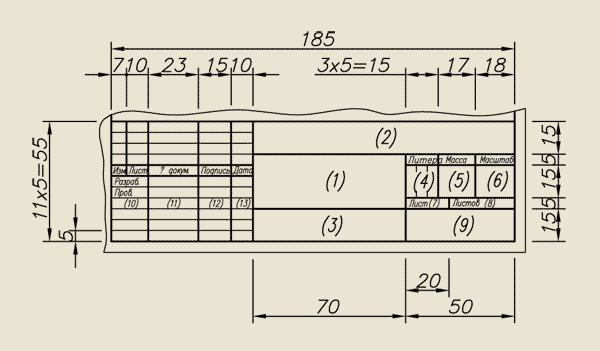 185
7 10 23 15 10 3x5=15 17 18
(2) 15
Литера Масса Масштаб 5
Изм Лист ? докум. Подпись Дата
11x5=55 Разраб. (1) (4) (5) (6) 15
Пров.
(10) (11) (12) (13) Лист (7) Листов (8) 5
5 (3) (9) 15
20
70 50